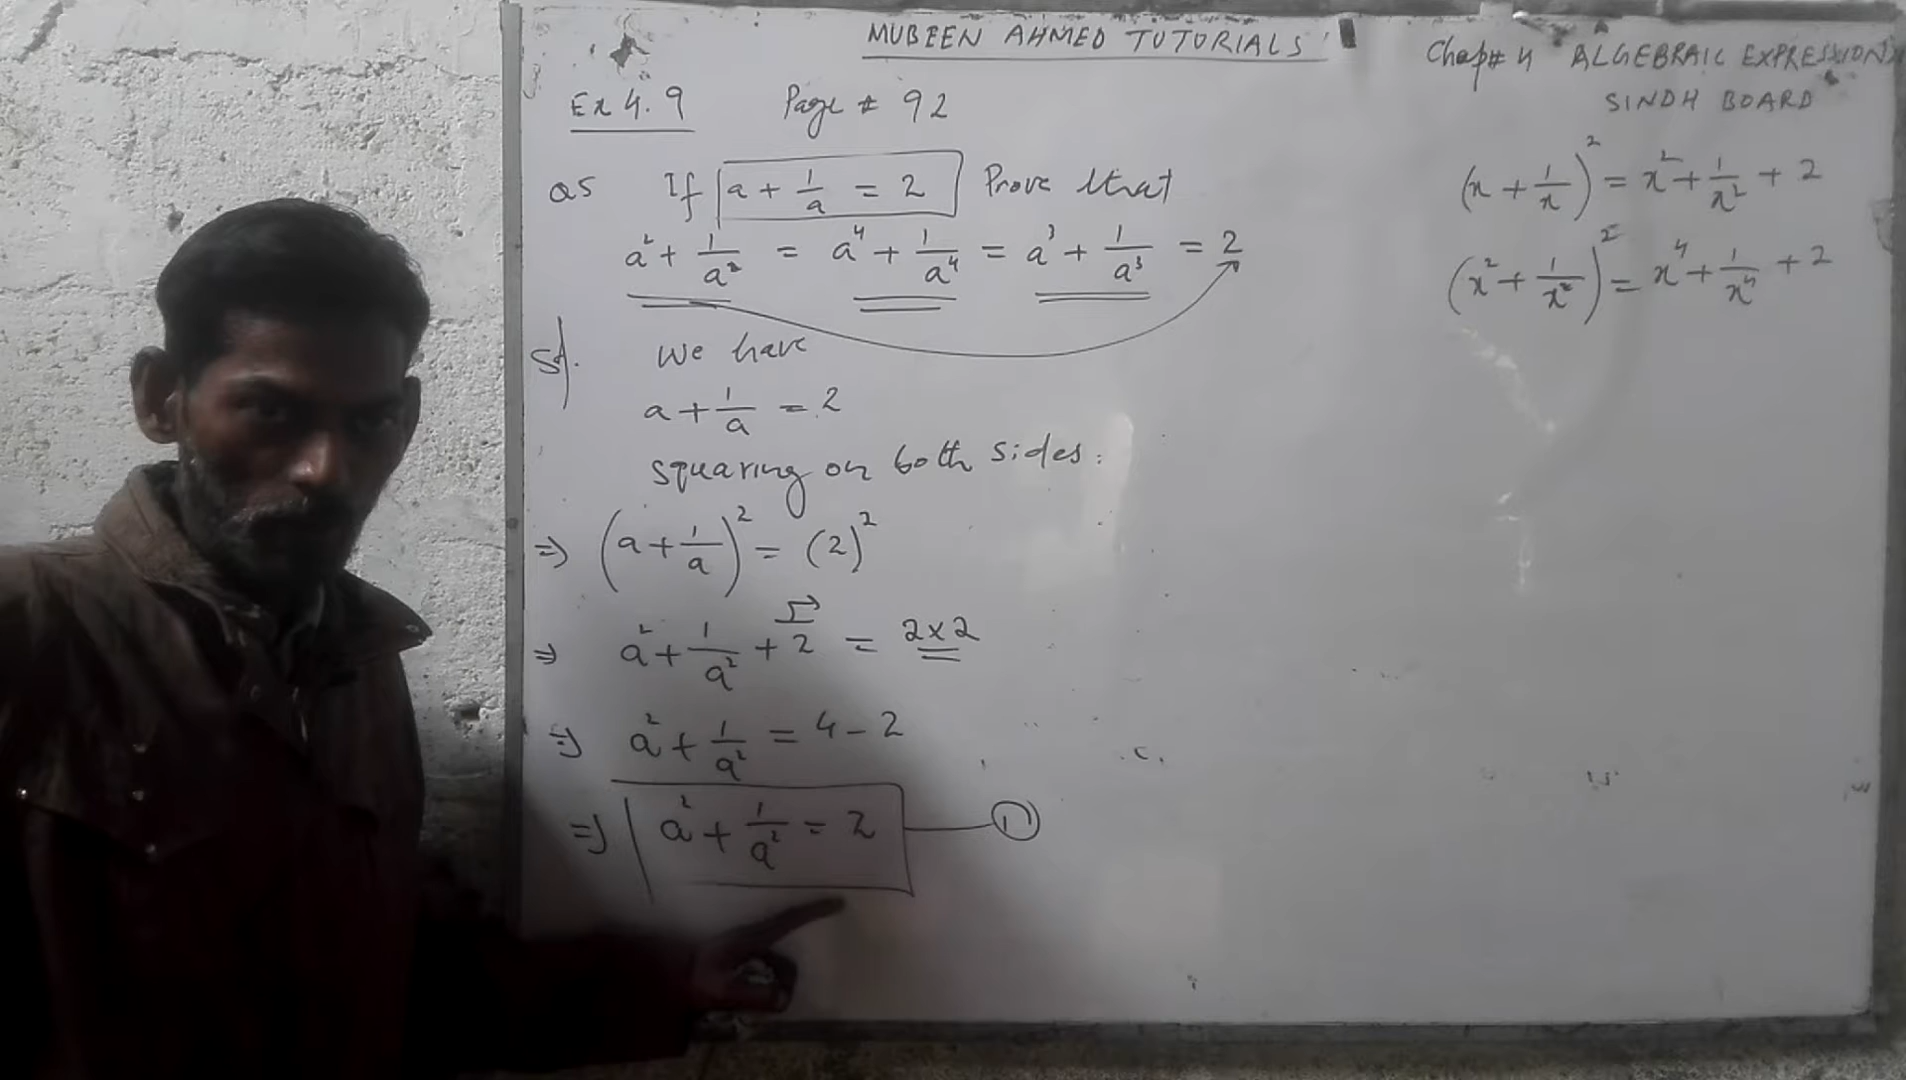 MUBEEN AHMED TUTORIALS
Chap# 4 ALGEBRAIC EXPRESSIONS
SINDH BOARD
Ex 4.9 Page # 92
Q5 If a + 1/a = 2 Prove that
a² + 1/a² = a⁴ + 1/a⁴ = a³ + 1/a³ = 2
Sol. We have
a + 1/a = 2
squaring on both sides:
⇒ (a + 1/a)² = (2)²
⇒ a² + 1/a² + 2 = 2×2
⇒ a² + 1/a² = 4 - 2
⇒ a² + 1/a² = 2
(x + 1/x)² = x² + 1/x² + 2
(x² + 1/x²)² = x⁴ + 1/x⁴ + 2